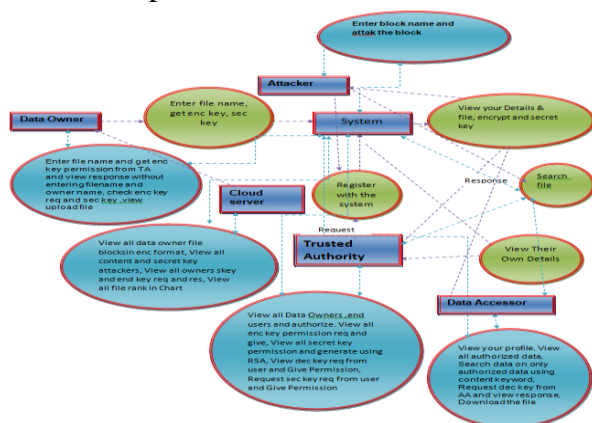 Enter block name and
attak the block
Attacker
Data Owner
Enter file name,
get enc key, sec
key
System
View your Details &
file, encrypt and secret
key
Enter file name and get enc
key permission from TA
and view response without
entering filename and
owner name, check enc
key req and sec key ,view
upload file
Cloud
server
Register
with the
system
Response
Search
file
Request
Trusted
Authority
View Their
Own Details
View all data owner file
blocksin enc format, View all
content and secret key
attackers, View all owners skey
and end key req and res, View
all file rank in Chart
Data Accessor
View all Data Owners ,end
users and authorize. View all
enc key permission req and
give, View all secret key
permission and generate using
RSA, View dec key req from
user and Give Permission,
Request sec key req from user
and Give Permission
View your profile, View
all authorized data,
Search data on only
authorized data using
content keyword,
Request dec key from
AA and view response,
Download the file